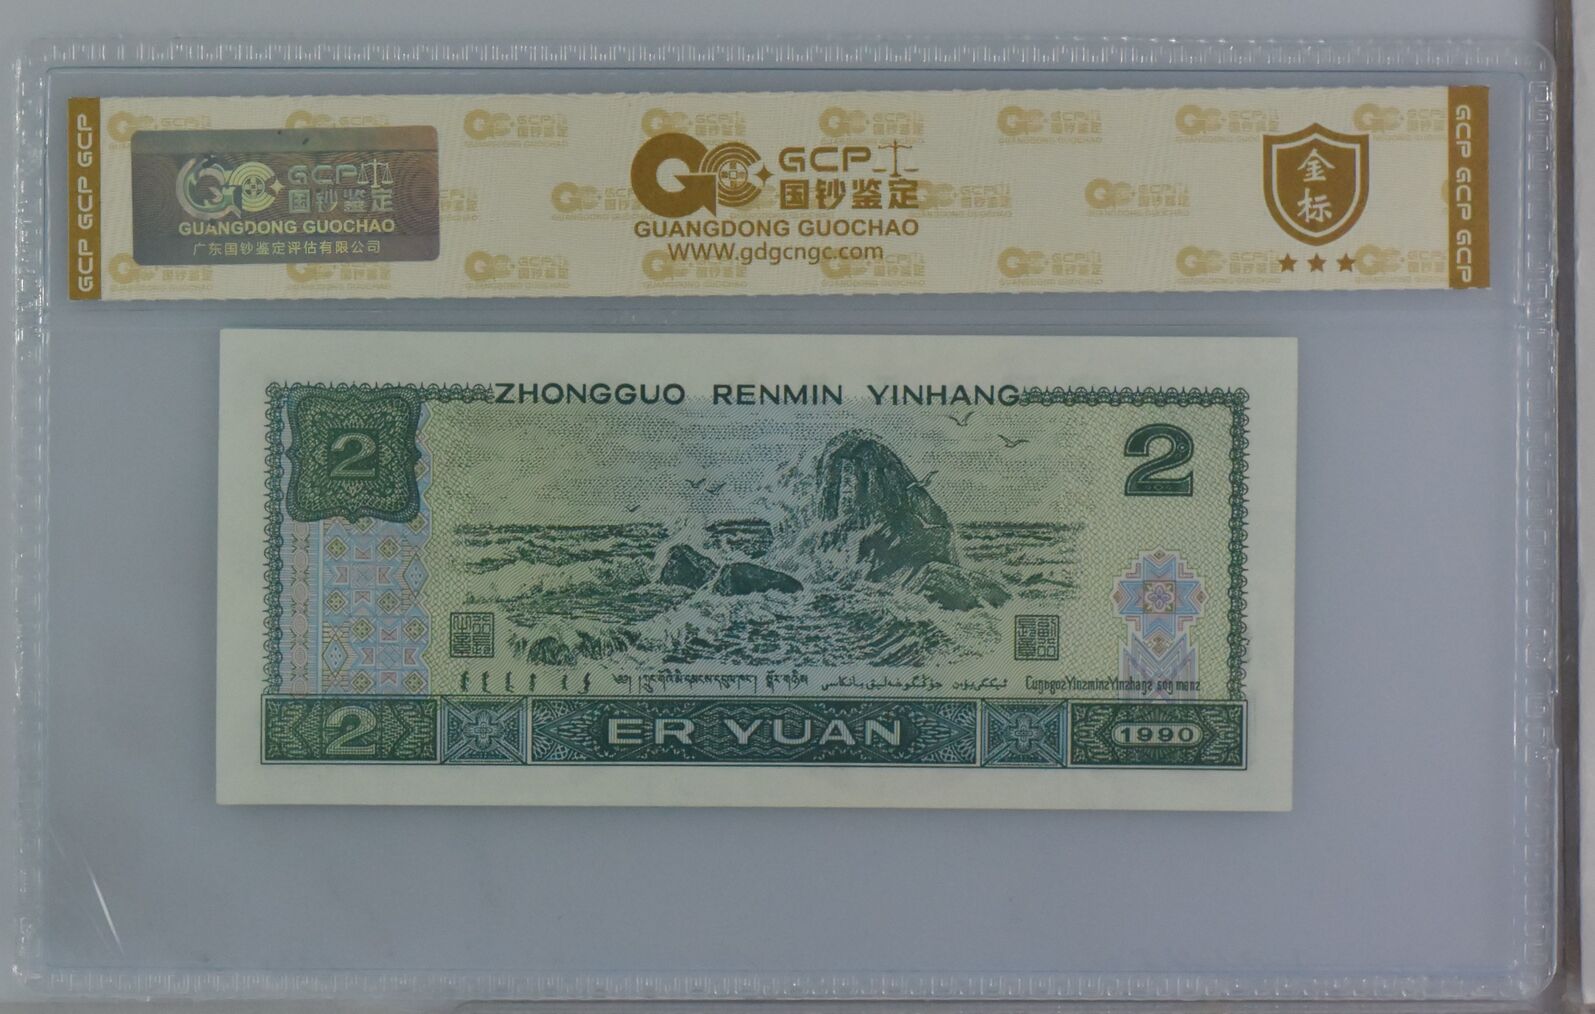 GCP GCP GCP
GCP
国钞鉴定
GUANGDONG GUOCHAO
广东国钞鉴定评估有限公司
GCP
国钞鉴定
GUANGDONG GUOCHAO
WWW.gdgcngc.com
金
标
GCP GCP GCP
ZHONGGUO RENMIN YINHANG
2
2
2
ER YUAN
1990